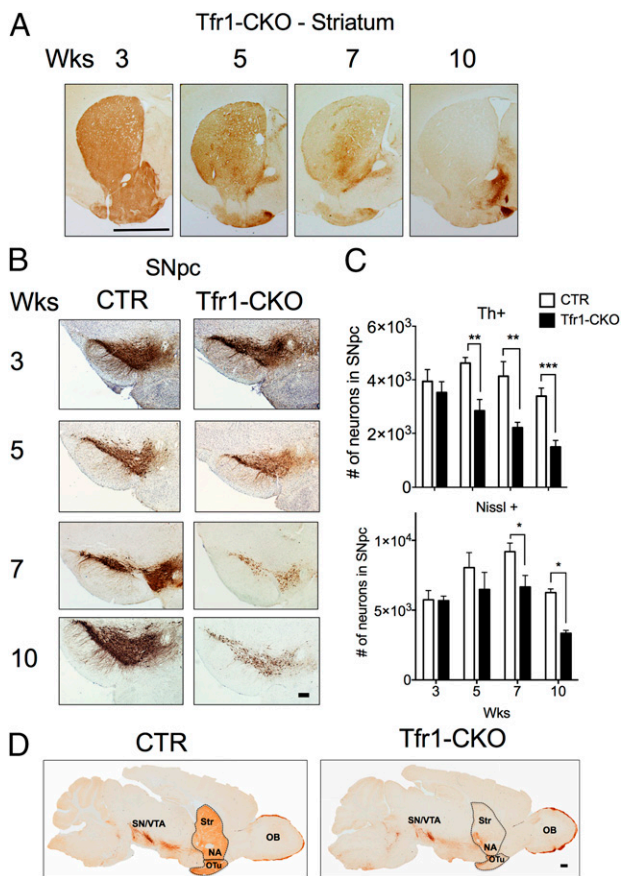 A
Tfr1-CKO - Striatum
Wks 3 5 7 10
B
SNpc
Wks CTR Tfr1-CKO
3
5
7
10
C
CTR
Tfr1-CKO
Th+
# of neurons in SNpc
6×10³
4×10³
2×10³
0
** ** ***
Nissl +
# of neurons in SNpc
1×10⁴
5×10³
0
* *
3 5 7 10
Wks
D
CTR Tfr1-CKO
SN/VTA Str NA OTu OB
SN/VTA Str NA OTu OB